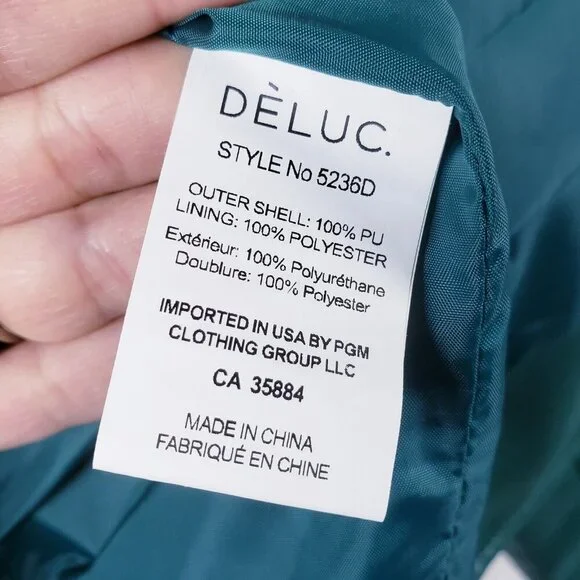 DÈLUC.
STYLE No 5236D
OUTER SHELL: 100% PU
LINING: 100% POLYESTER
Extérieur: 100% Polyuréthane
Doublure: 100% Polyester
IMPORTED IN USA BY PGM
CLOTHING GROUP LLC
CA 35884
MADE IN CHINA
FABRIQUÉ EN CHINE